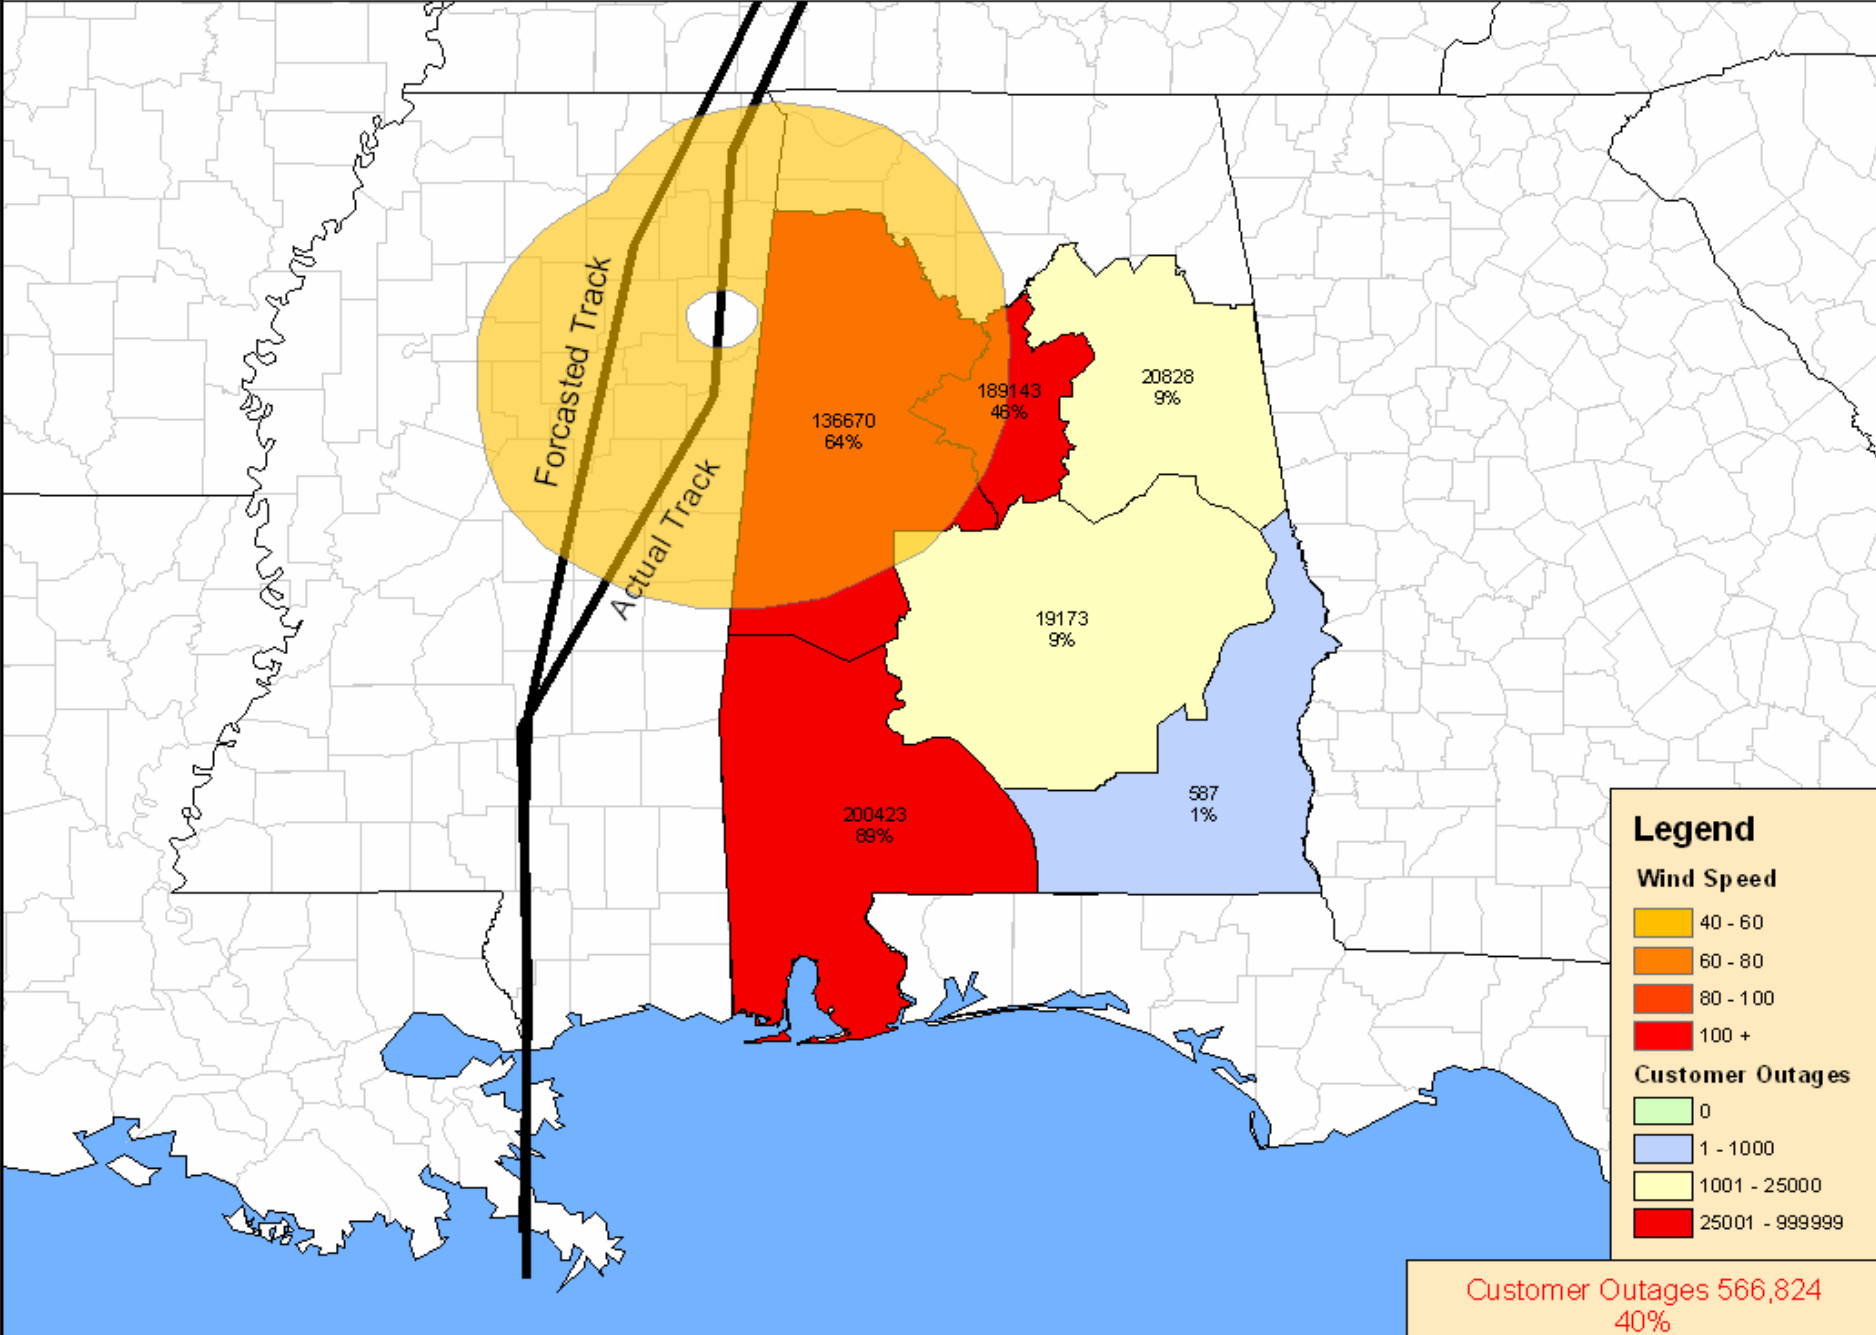 Forcasted Track
Actual Track
136670
64%
189143
46%
20828
9%
19173
9%
200423
89%
587
1%
Legend
Wind Speed
40 - 60
60 - 80
80 - 100
100 +
Customer Outages
0
1 - 1000
1001 - 25000
25001 - 999999
Customer Outages 566,824
40%